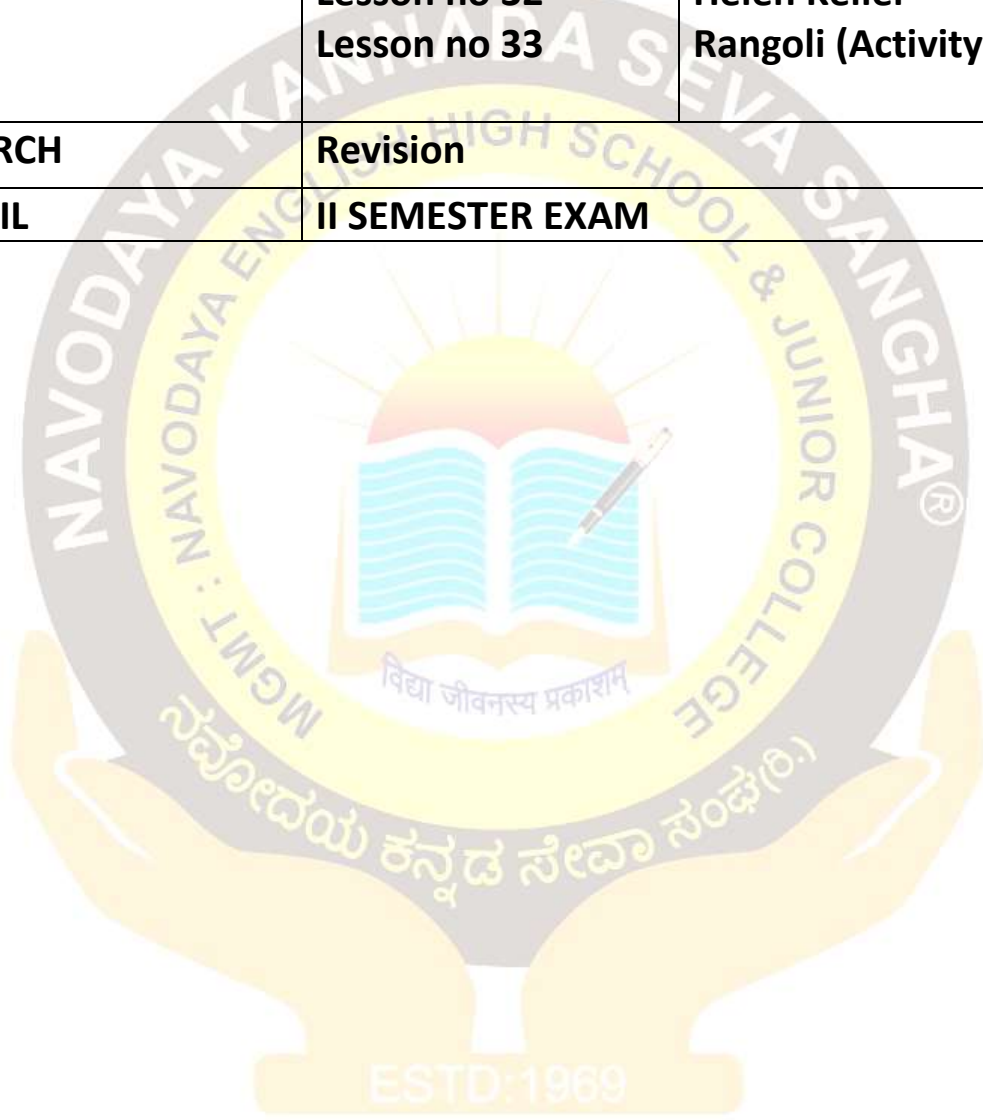 Lesson no 32 Helen Keller
Lesson no 33 Rangoli (Activity
RCH Revision
IL II SEMESTER EXAM
NAVODAYA KANNADA SEVA SANGHA®
MGMT : NAVODAYA ENGLISH HIGH SCHOOL & JUNIOR COLLEGE
विद्या जीवनस्य प्रकाशम्
ನವೋದಯ ಕನ್ನಡ ಸೇವಾ ಸಂಘ(ರಿ.)
ESTD:1969